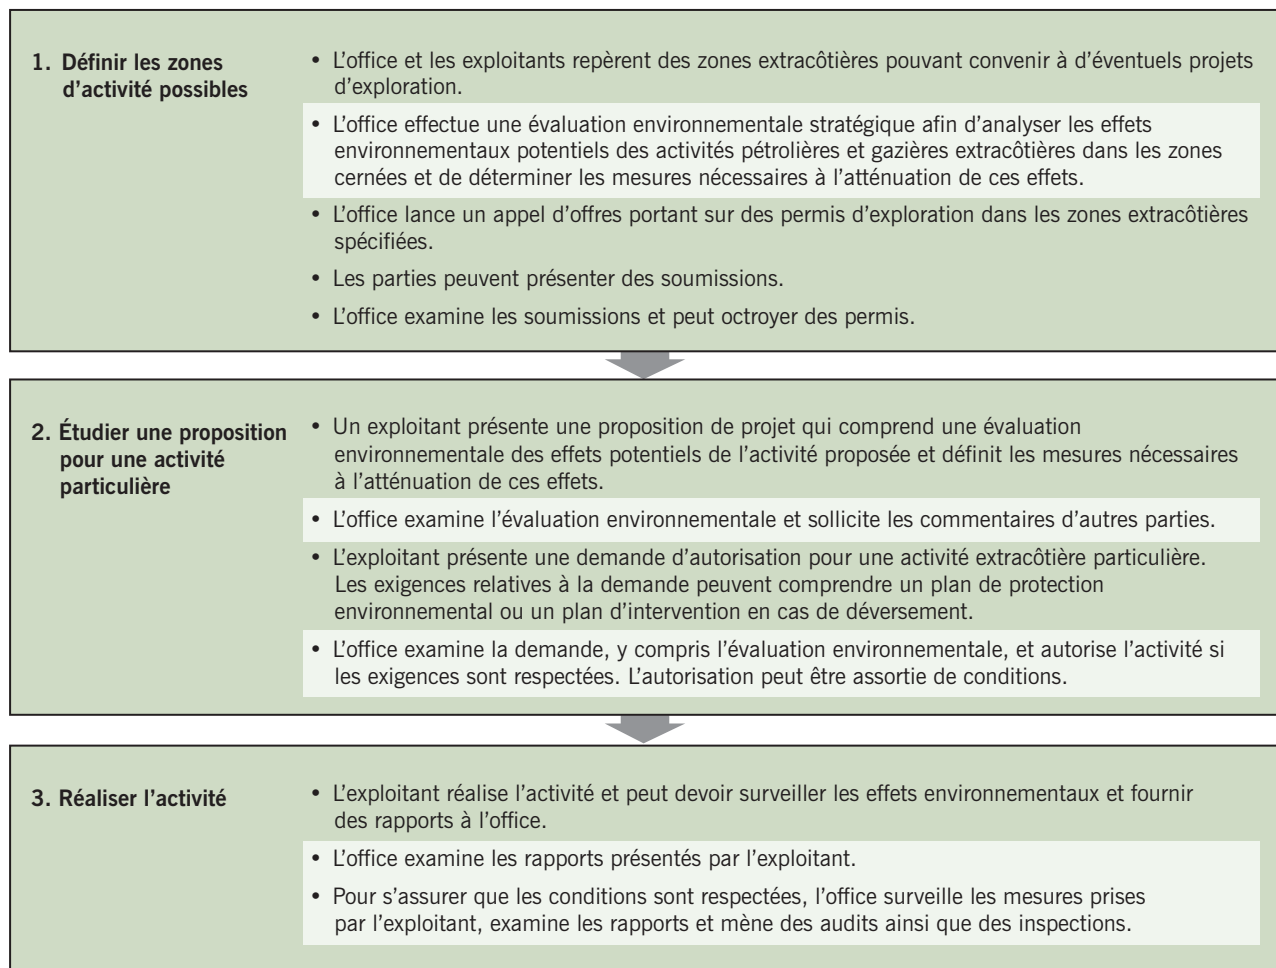 1. Définir les zones
d'activité possibles
• L'office et les exploitants repèrent des zones extracôtières pouvant convenir à d'éventuels projets
d'exploration.
• L'office effectue une évaluation environnementale stratégique afin d'analyser les effets
environnementaux potentiels des activités pétrolières et gazières extracôtières dans les zones
cernées et de déterminer les mesures nécessaires à l'atténuation de ces effets.
• L'office lance un appel d'offres portant sur des permis d'exploration dans les zones extracôtières
spécifiées.
• Les parties peuvent présenter des soumissions.
• L'office examine les soumissions et peut octroyer des permis.
2. Étudier une proposition
pour une activité
particulière
• Un exploitant présente une proposition de projet qui comprend une évaluation
environnementale des effets potentiels de l'activité proposée et définit les mesures nécessaires
à l'atténuation de ces effets.
• L'office examine l'évaluation environnementale et sollicite les commentaires d'autres parties.
• L'exploitant présente une demande d'autorisation pour une activité extracôtière particulière.
Les exigences relatives à la demande peuvent comprendre un plan de protection
environnemental ou un plan d'intervention en cas de déversement.
• L'office examine la demande, y compris l'évaluation environnementale, et autorise l'activité si
les exigences sont respectées. L'autorisation peut être assortie de conditions.
3. Réaliser l'activité
• L'exploitant réalise l'activité et peut devoir surveiller les effets environnementaux et fournir
des rapports à l'office.
• L'office examine les rapports présentés par l'exploitant.
• Pour s'assurer que les conditions sont respectées, l'office surveille les mesures prises
par l'exploitant, examine les rapports et mène des audits ainsi que des inspections.